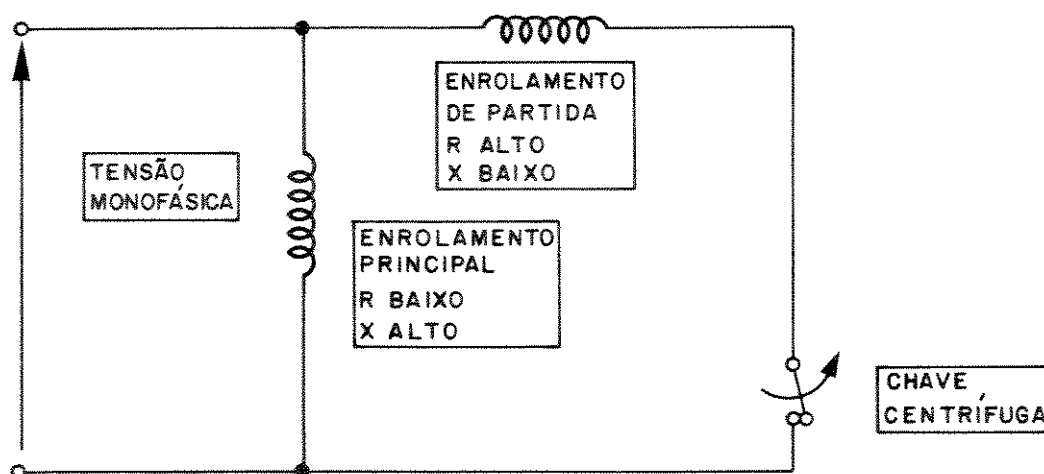 ENROLAMENTO
DE PARTIDA
R ALTO
X BAIXO
TENSÃO
MONOFÁSICA
ENROLAMENTO
PRINCIPAL
R BAIXO
X ALTO
CHAVE
CENTRÍFUGA